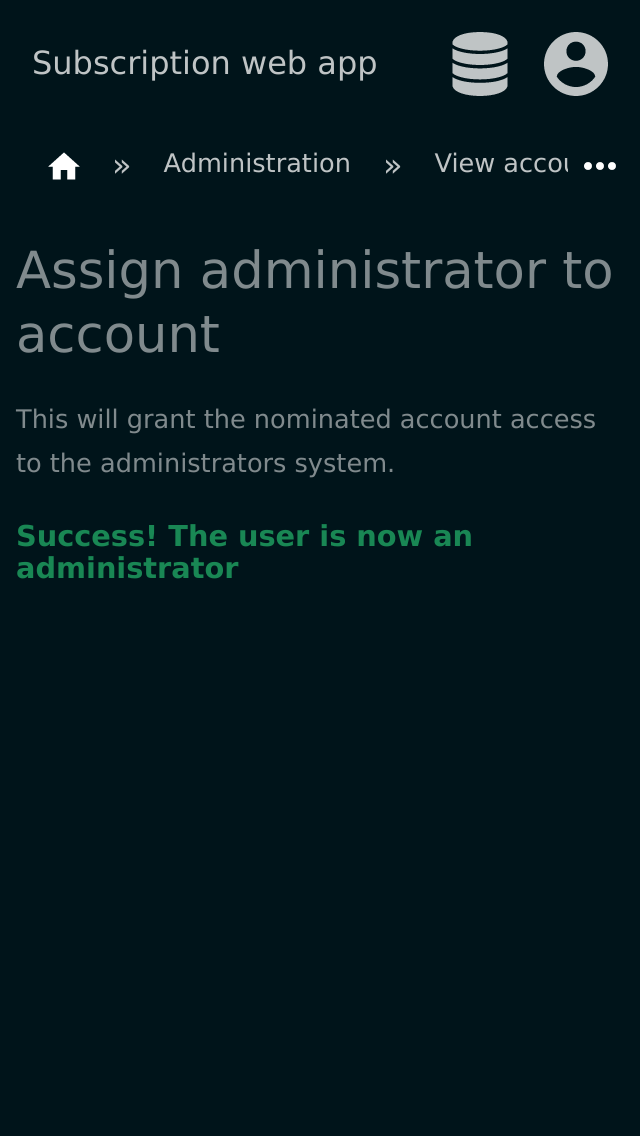 Subscription web app
» Administration » View accou
Assign administrator to
account
This will grant the nominated account access
to the administrators system.
Success! The user is now an
administrator